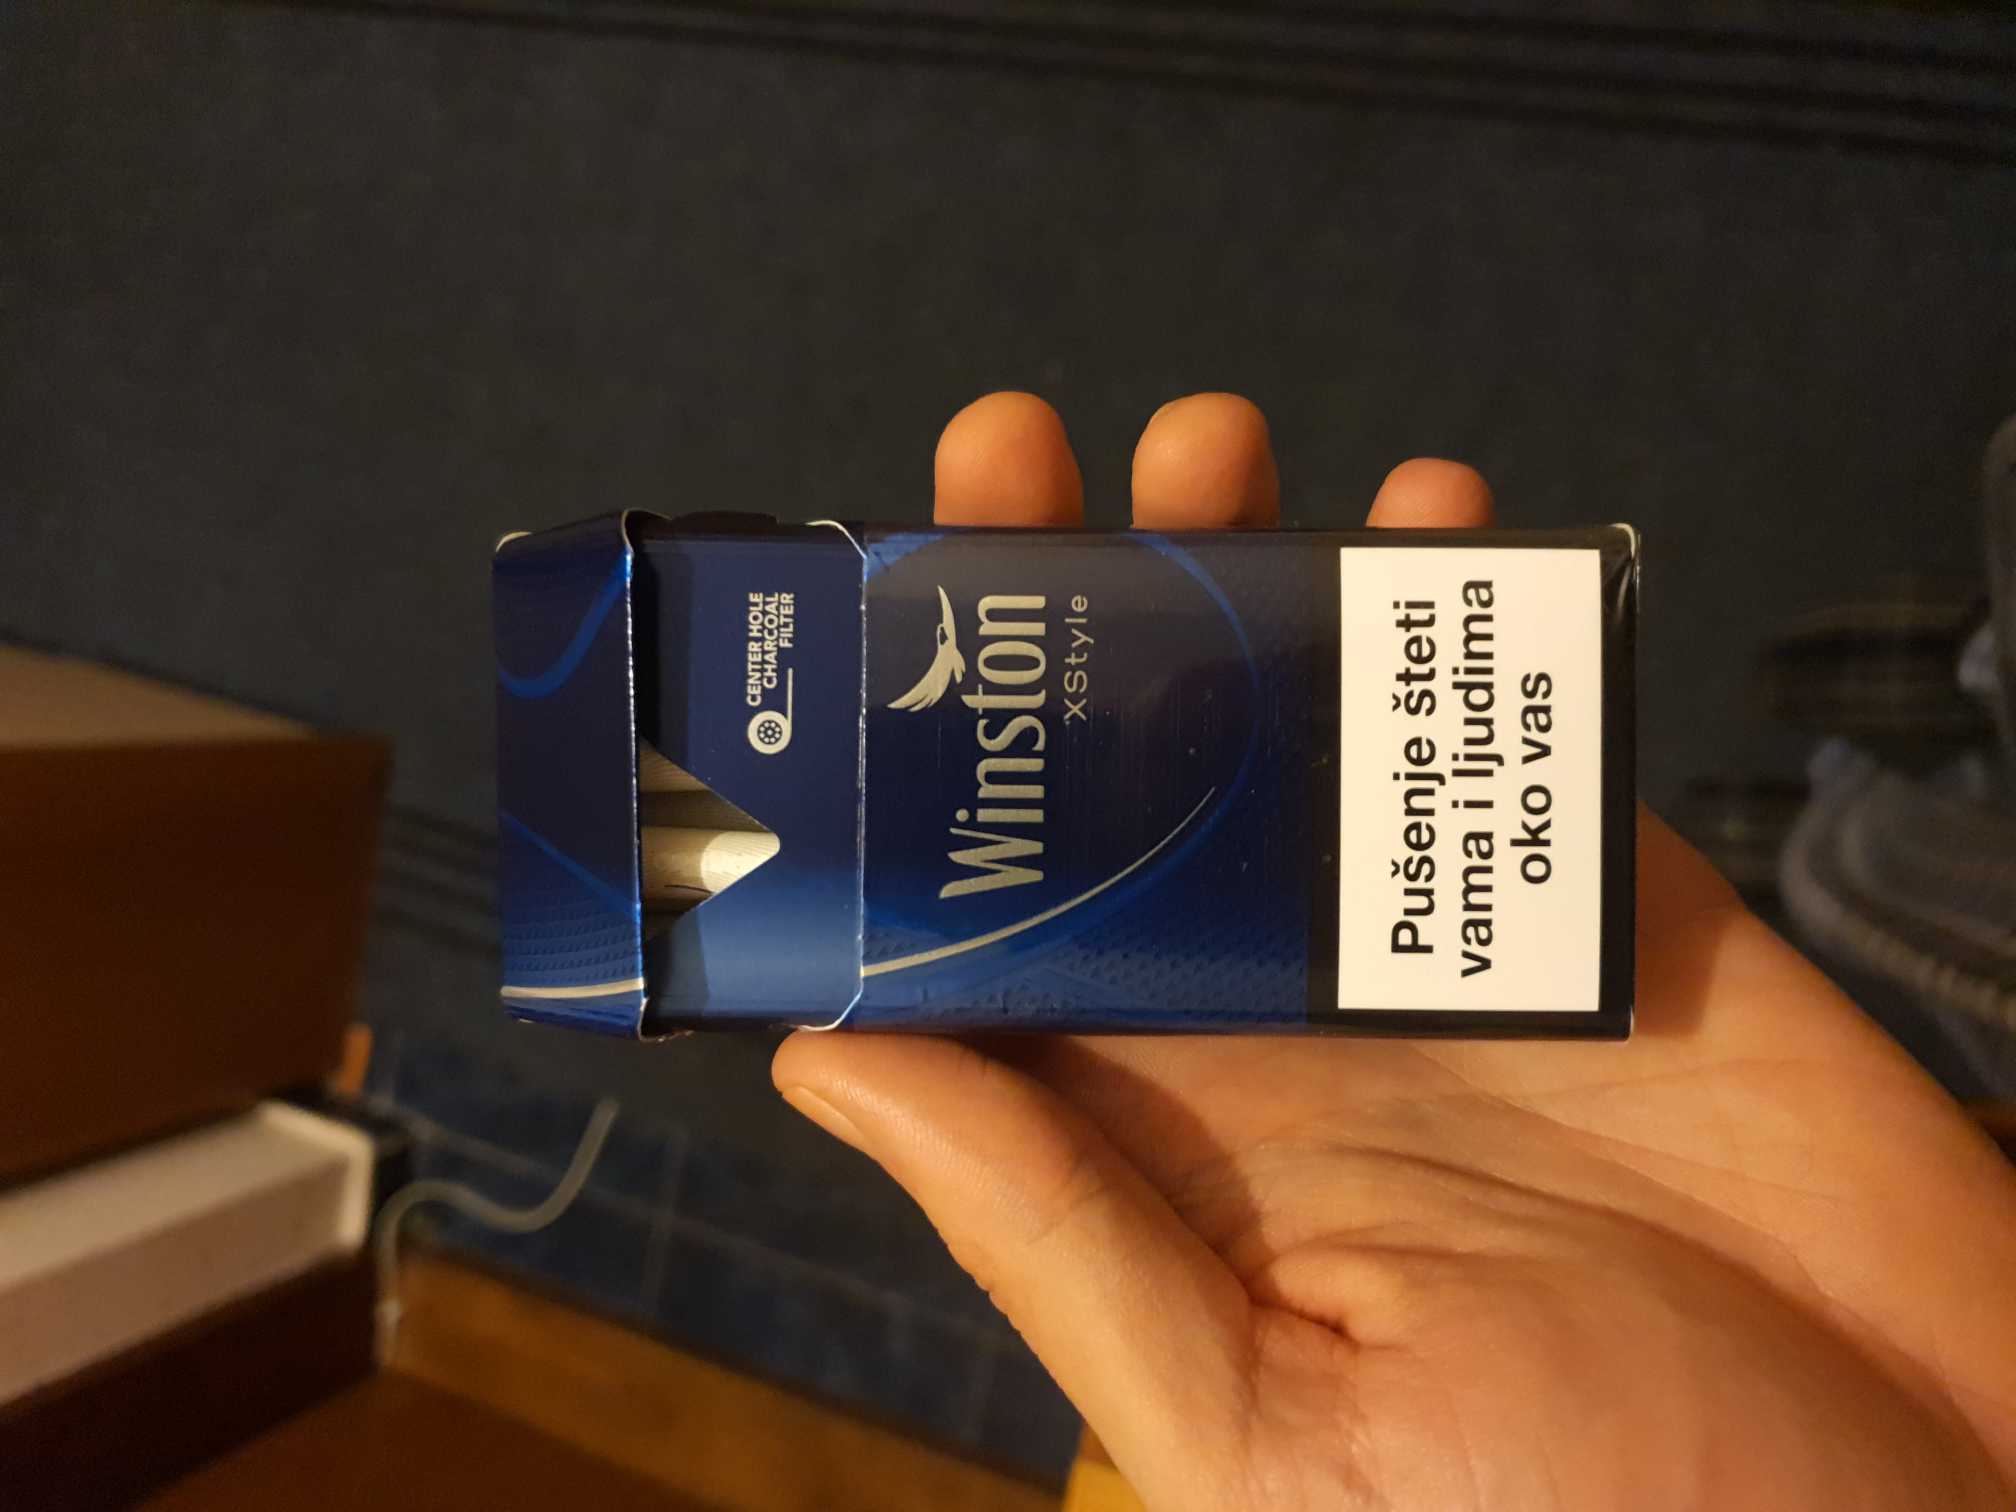 CENTER HOLE
CHARCOAL
FILTER
Winston
XStyle
Pušenje šteti
vama i ljudima
oko vas